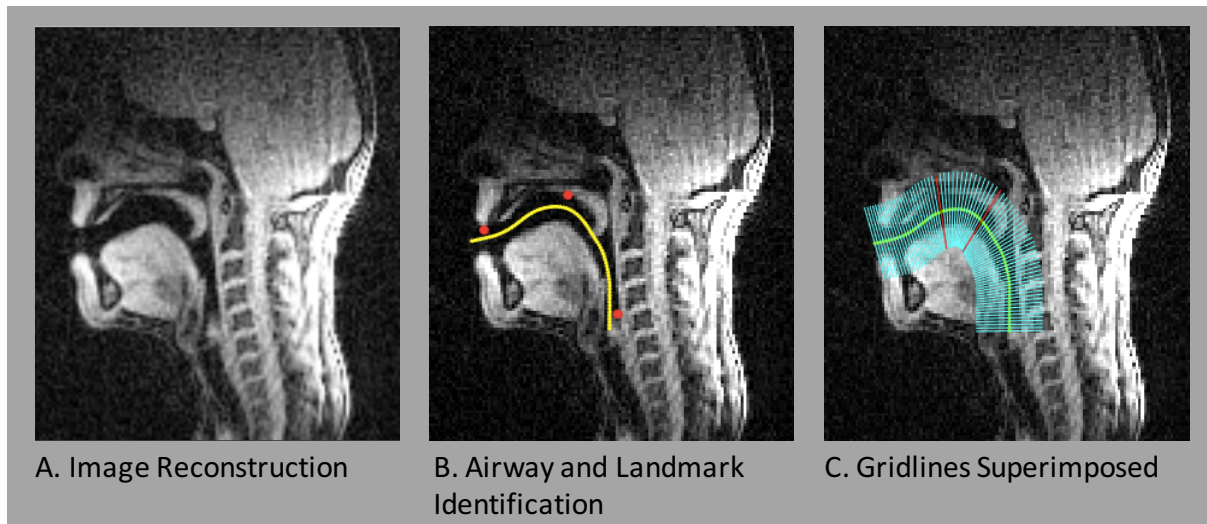 A. Image Reconstruction
B. Airway and Landmark
Identification
C. Gridlines Superimposed